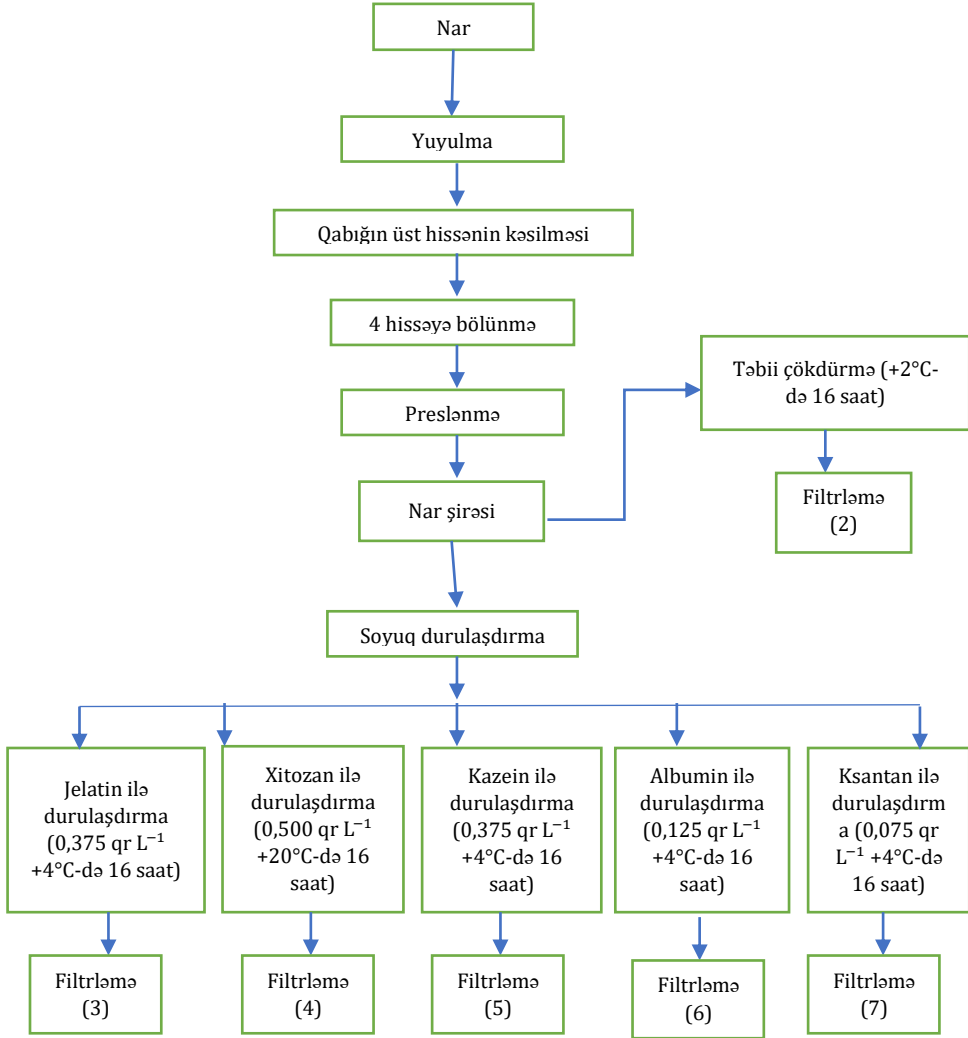 Nar
Yuyulma
Qabığın üst hissənin kəsilməsi
4 hissəyə bölünmə
Təbii çökdürmə (+2°C-
də 16 saat)
Preslənmə
Filtrləmə
(2)
Nar şirəsi
Soyuq durulaşdırma
Jelatin ilə
durulaşdırma
(0,375 qr L⁻¹
+4°C-də 16 saat)
Xitozan ilə
durulaşdırma
(0,500 qr L⁻¹
+20°C-də 16
saat)
Kazein ilə
durulaşdırma
(0,375 qr L⁻¹
+4°C-də 16
saat)
Albumin ilə
durulaşdırma
(0,125 qr L⁻¹
+4°C-də 16
saat)
Ksantan ilə
durulaşdırm
a (0,075 qr
L⁻¹ +4°C-də
16 saat)
Filtrləmə
(3)
Filtrləmə
(4)
Filtrləmə
(5)
Filtrləmə
(6)
Filtrləmə
(7)